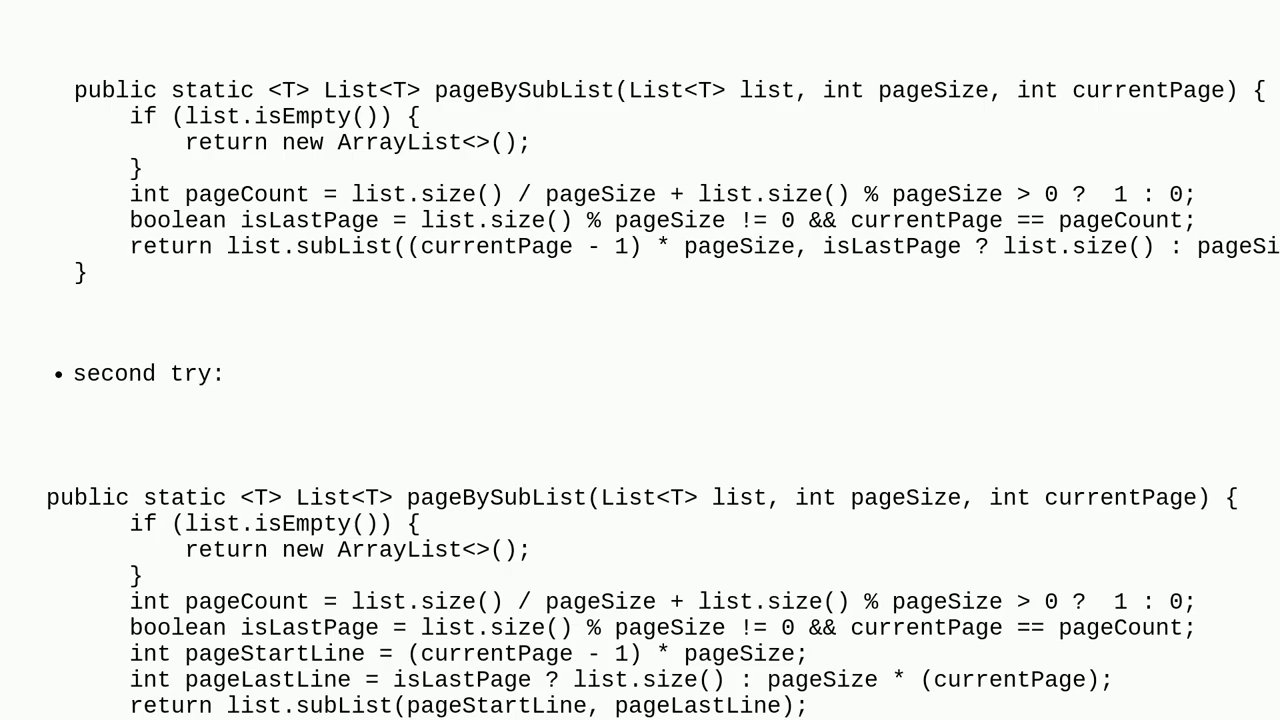 public static <T> List<T> pageBySubList(List<T> list, int pageSize, int currentPage) {
if (list.isEmpty()) {
return new ArrayList<>();
}
int pageCount = list.size() / pageSize + list.size() % pageSize > 0 ?  1 : 0;
boolean isLastPage = list.size() % pageSize != 0 && currentPage == pageCount;
return list.subList((currentPage - 1) * pageSize, isLastPage ? list.size() : pageSi
}
• second try:
public static <T> List<T> pageBySubList(List<T> list, int pageSize, int currentPage) {
if (list.isEmpty()) {
return new ArrayList<>();
}
int pageCount = list.size() / pageSize + list.size() % pageSize > 0 ?  1 : 0;
boolean isLastPage = list.size() % pageSize != 0 && currentPage == pageCount;
int pageStartLine = (currentPage - 1) * pageSize;
int pageLastLine = isLastPage ? list.size() : pageSize * (currentPage);
return list.subList(pageStartLine, pageLastLine);